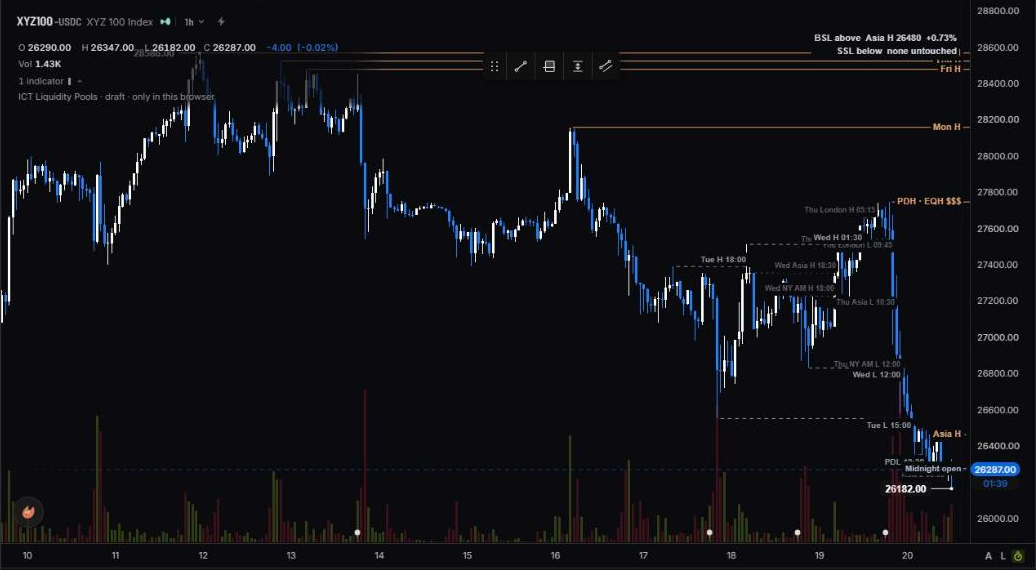 XYZ100-USDC XYZ 100 Index 1h
O 26290.00 H 26347.00 L 26182.00 C 26287.00 -4.00 (-0.02%)
Vol 1.43K
1 Indicator
ICT Liquidity Pools · draft · only in this browser
28586.00
BSL above Asia H 26480 +0.73%
SSL below none untouched
Fri H
Mon H
PDH · EQH $$$
Thu London H 05:15
Wed H 01:30
Tue H 18:00
Wed Asia H 18:30
Wed NY AM H 18:00
Thu Asia L 18:30
Thu NY AM L 12:00
Wed L 12:00
Tue L 15:00
Asia H
PDL
Midnight open
26182.00
28800.00
28600.00
28400.00
28200.00
28000.00
27800.00
27600.00
27400.00
27200.00
27000.00
26800.00
26600.00
26400.00
26287.00
01:39
26000.00
10 11 12 13 14 15 16 17 18 19 20
A L